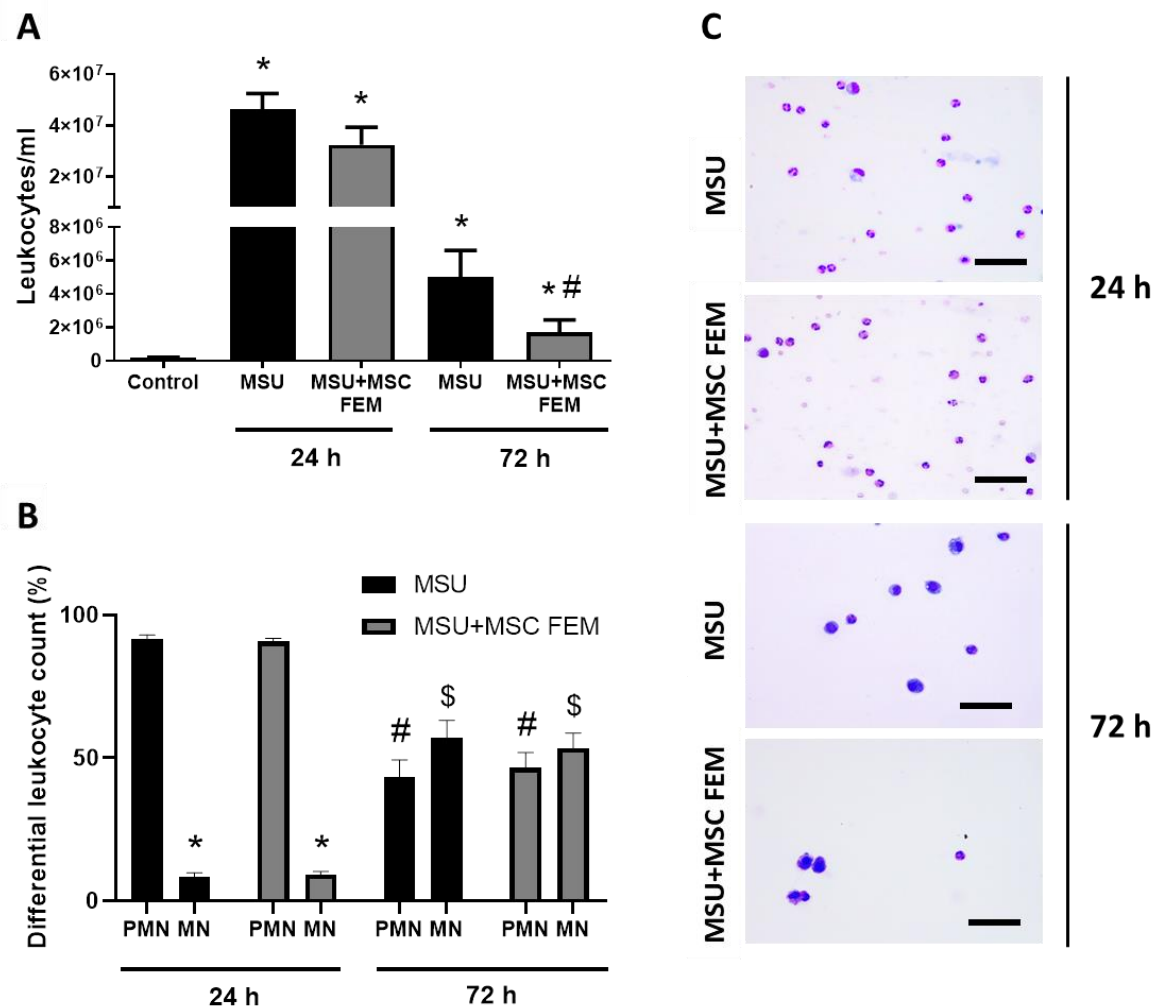 A
Leukocytes/ml
6×10⁷
4×10⁷
2×10⁷
8×10⁶
6×10⁶
4×10⁶
2×10⁶
0
*
*
*
* #
Control
MSU
MSU+MSC
FEM
MSU
MSU+MSC
FEM
24 h
72 h
B
Differential leukocyte count (%)
100
50
0
MSU
MSU+MSC FEM
*
*
#
$
#
$
PMN MN
PMN MN
PMN MN
PMN MN
24 h
72 h
C
MSU
MSU+MSC FEM
24 h
MSU
MSU+MSC FEM
72 h